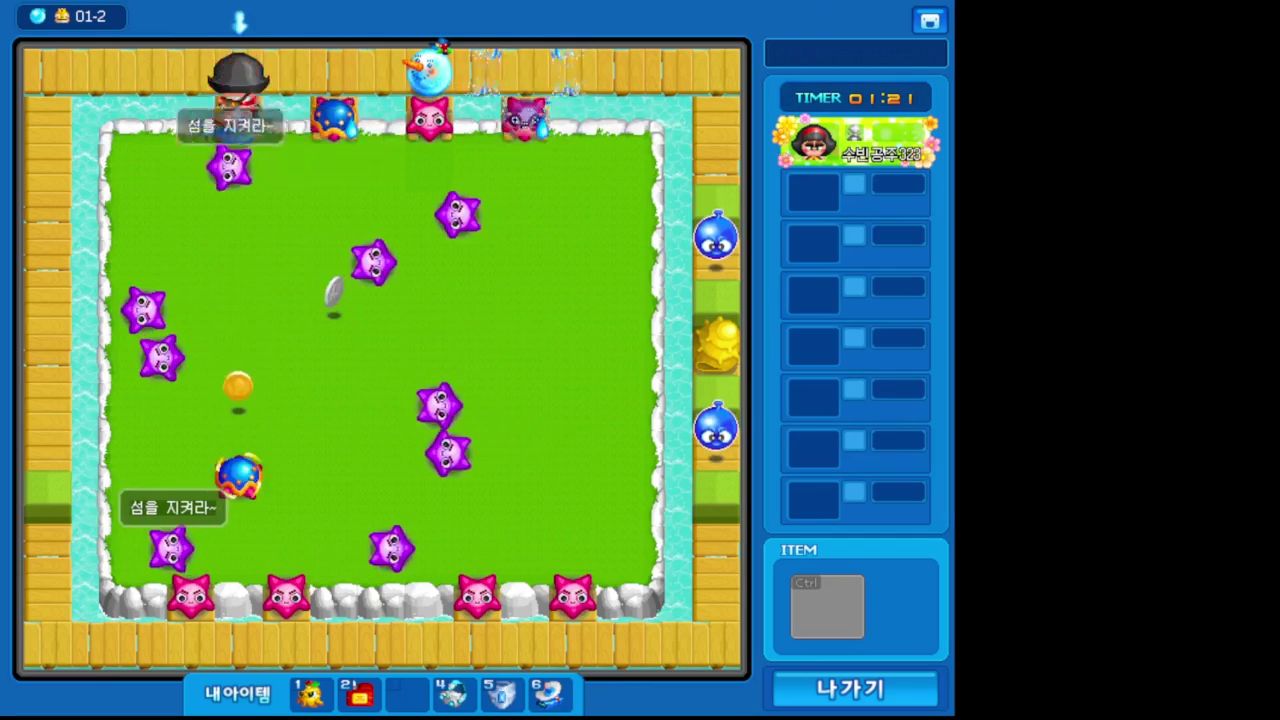 01-2
TIMER 01:21
섬을 지켜라~
수빈공주323
섬을 지켜라~
ITEM
Ctrl
내아이템
1 2 4 5 6
나가기